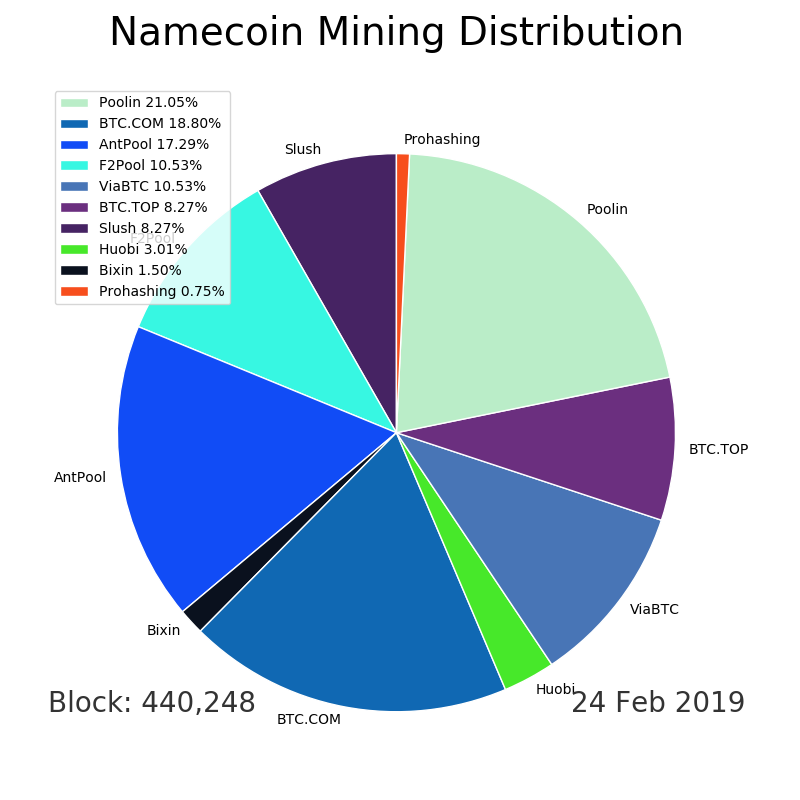 Namecoin Mining Distribution
Poolin 21.05%
BTC.COM 18.80%
AntPool 17.29%
F2Pool 10.53%
ViaBTC 10.53%
BTC.TOP 8.27%
Slush 8.27%
Huobi 3.01%
Bixin 1.50%
Prohashing 0.75%
Prohashing
Slush
Poolin
F2Pool
BTC.TOP
AntPool
ViaBTC
Bixin
Huobi
BTC.COM
Block: 440,248
24 Feb 2019